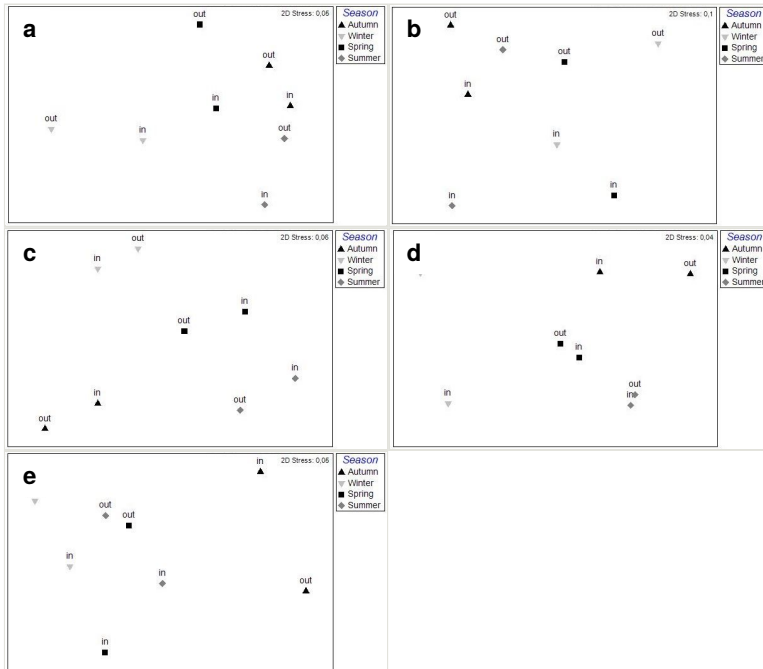 a
2D Stress: 0,06
Season
Autumn
Winter
Spring
Summer
out
out
in
in
out
out
in
in
b
2D Stress: 0,1
Season
Autumn
Winter
Spring
Summer
out
out
out
out
in
in
in
in
c
2D Stress: 0,06
Season
Autumn
Winter
Spring
Summer
out
in
in
out
in
in
out
out
d
2D Stress: 0,04
Season
Autumn
Winter
Spring
Summer
in
out
out
in
out
in
in
e
2D Stress: 0,05
Season
Autumn
Winter
Spring
Summer
in
out
out
in
in
out
in